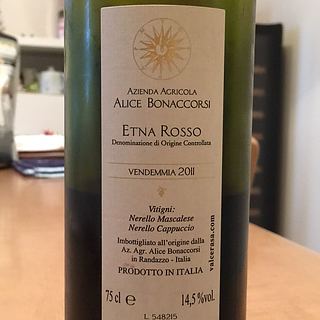 Azienda Agricola
Alice Bonaccorsi
Etna Rosso
Denominazione di Origine Controllata
VENDEMMIA 2011
Vitigni:
Nerello Mascalese
Nerello Cappuccio
Imbottigliato all'origine dalla
Az. Agr. Alice Bonaccorsi
in Randazzo - Italia
PRODOTTO IN ITALIA
75 cl e 14,5% vol.
L 548215
valcerasa.com